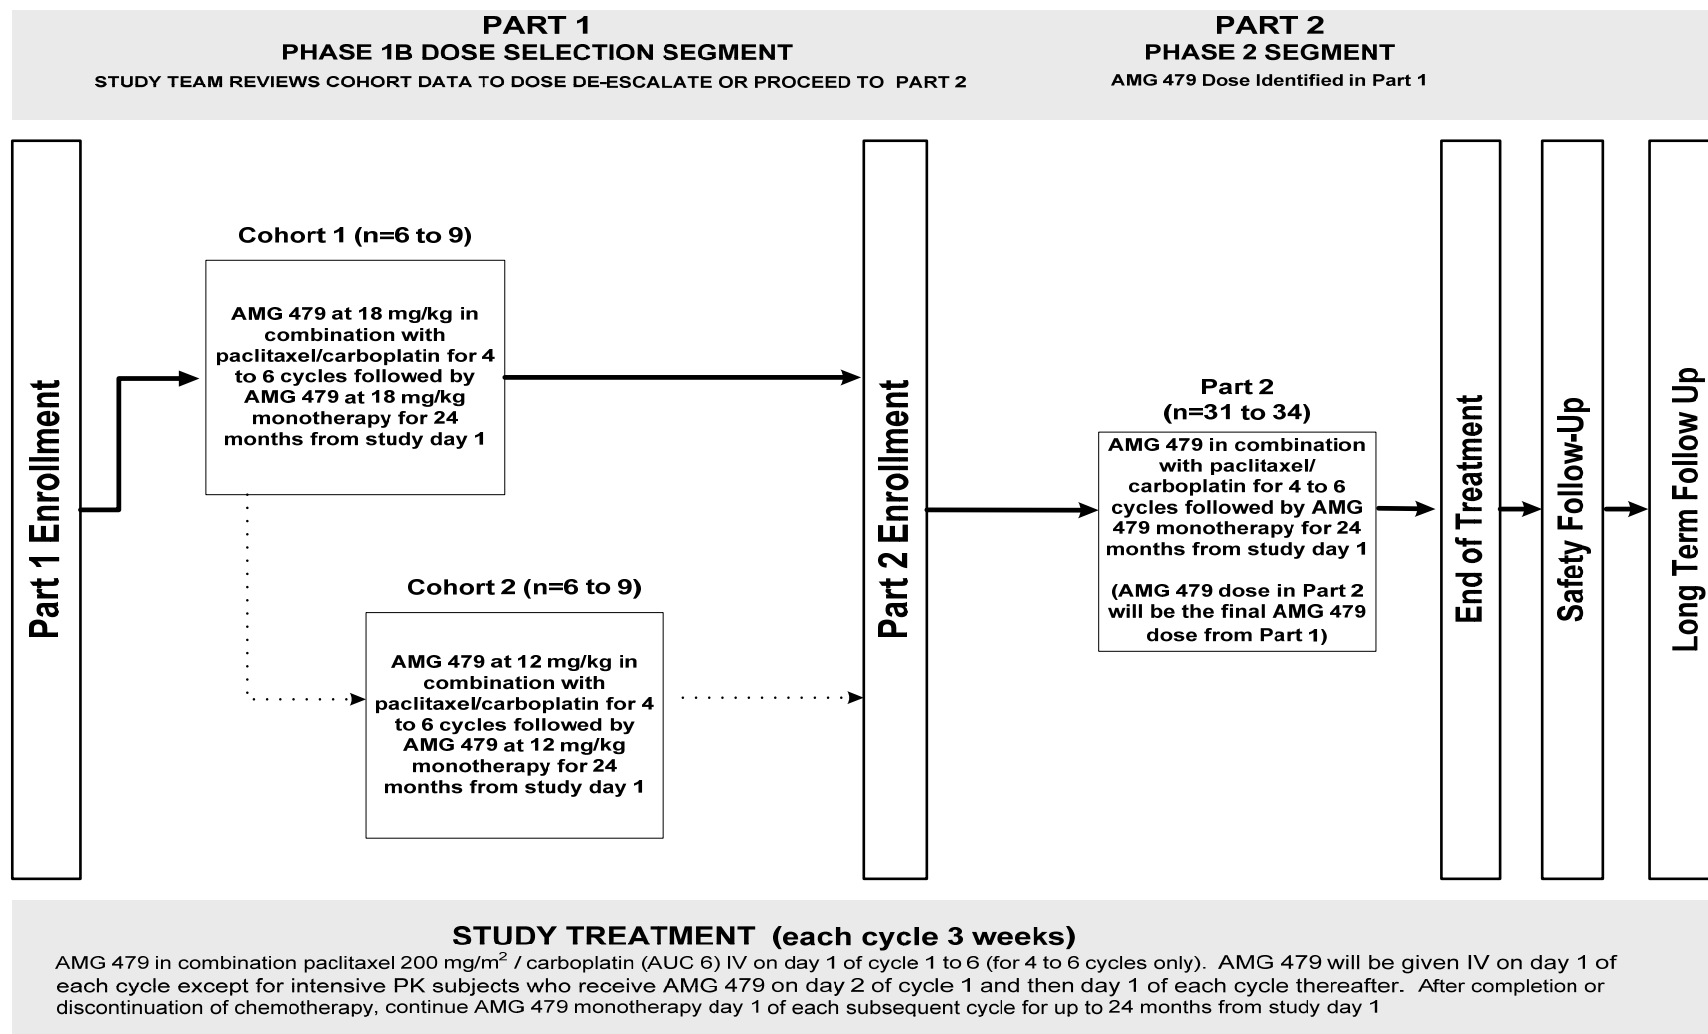 PART 1
PHASE 1B DOSE SELECTION SEGMENT
STUDY TEAM REVIEWS COHORT DATA TO DOSE DE-ESCALATE OR PROCEED TO PART 2
PART 2
PHASE 2 SEGMENT
AMG 479 Dose Identified in Part 1
Part 1 Enrollment
Cohort 1 (n=6 to 9)
AMG 479 at 18 mg/kg in
combination with
paclitaxel/carboplatin for 4
to 6 cycles followed by
AMG 479 at 18 mg/kg
monotherapy for 24
months from study day 1
Cohort 2 (n=6 to 9)
AMG 479 at 12 mg/kg in
combination with
paclitaxel/carboplatin for 4
to 6 cycles followed by
AMG 479 at 12 mg/kg
monotherapy for 24
months from study day 1
Part 2 Enrollment
Part 2
(n=31 to 34)
AMG 479 in combination
with paclitaxel/
carboplatin for 4 to 6
cycles followed by AMG
479 monotherapy for 24
months from study day 1
(AMG 479 dose in Part 2
will be the final AMG 479
dose from Part 1)
End of Treatment
Safety Follow-Up
Long Term Follow Up
STUDY TREATMENT (each cycle 3 weeks)
AMG 479 in combination paclitaxel 200 mg/m² / carboplatin (AUC 6) IV on day 1 of cycle 1 to 6 (for 4 to 6 cycles only). AMG 479 will be given IV on day 1 of
each cycle except for intensive PK subjects who receive AMG 479 on day 2 of cycle 1 and then day 1 of each cycle thereafter. After completion or
discontinuation of chemotherapy, continue AMG 479 monotherapy day 1 of each subsequent cycle for up to 24 months from study day 1